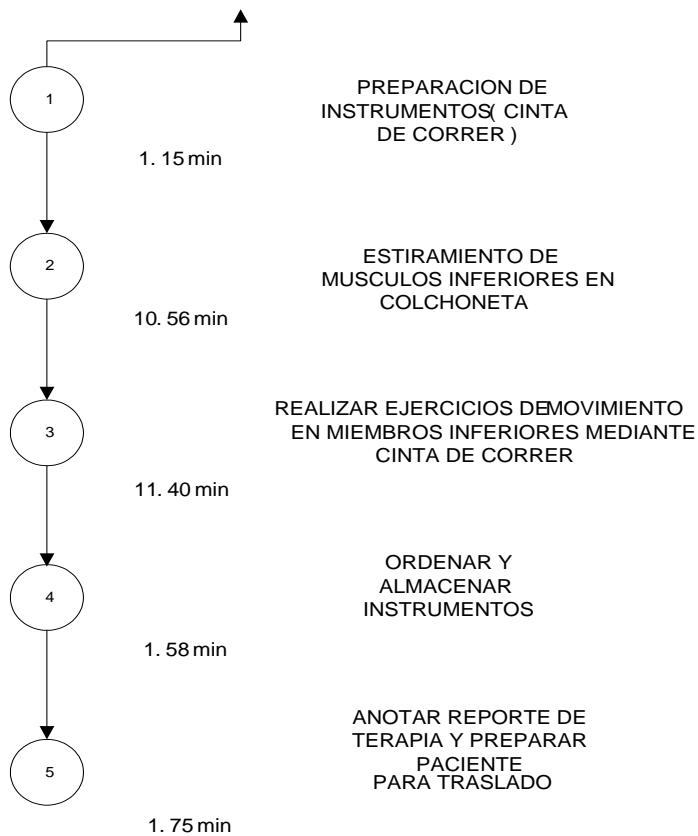 1
PREPARACION DE
INSTRUMENTOS( CINTA
DE CORRER )
1. 15 min
2
ESTIRAMIENTO DE
MUSCULOS INFERIORES EN
COLCHONETA
10. 56 min
3
REALIZAR EJERCICIOS DEMOVIMIENTO
EN MIEMBROS INFERIORES MEDIANTE
CINTA DE CORRER
11. 40 min
4
ORDENAR Y
ALMACENAR
INSTRUMENTOS
1. 58 min
5
ANOTAR REPORTE DE
TERAPIA Y PREPARAR
PACIENTE
PARA TRASLADO
1. 75 min